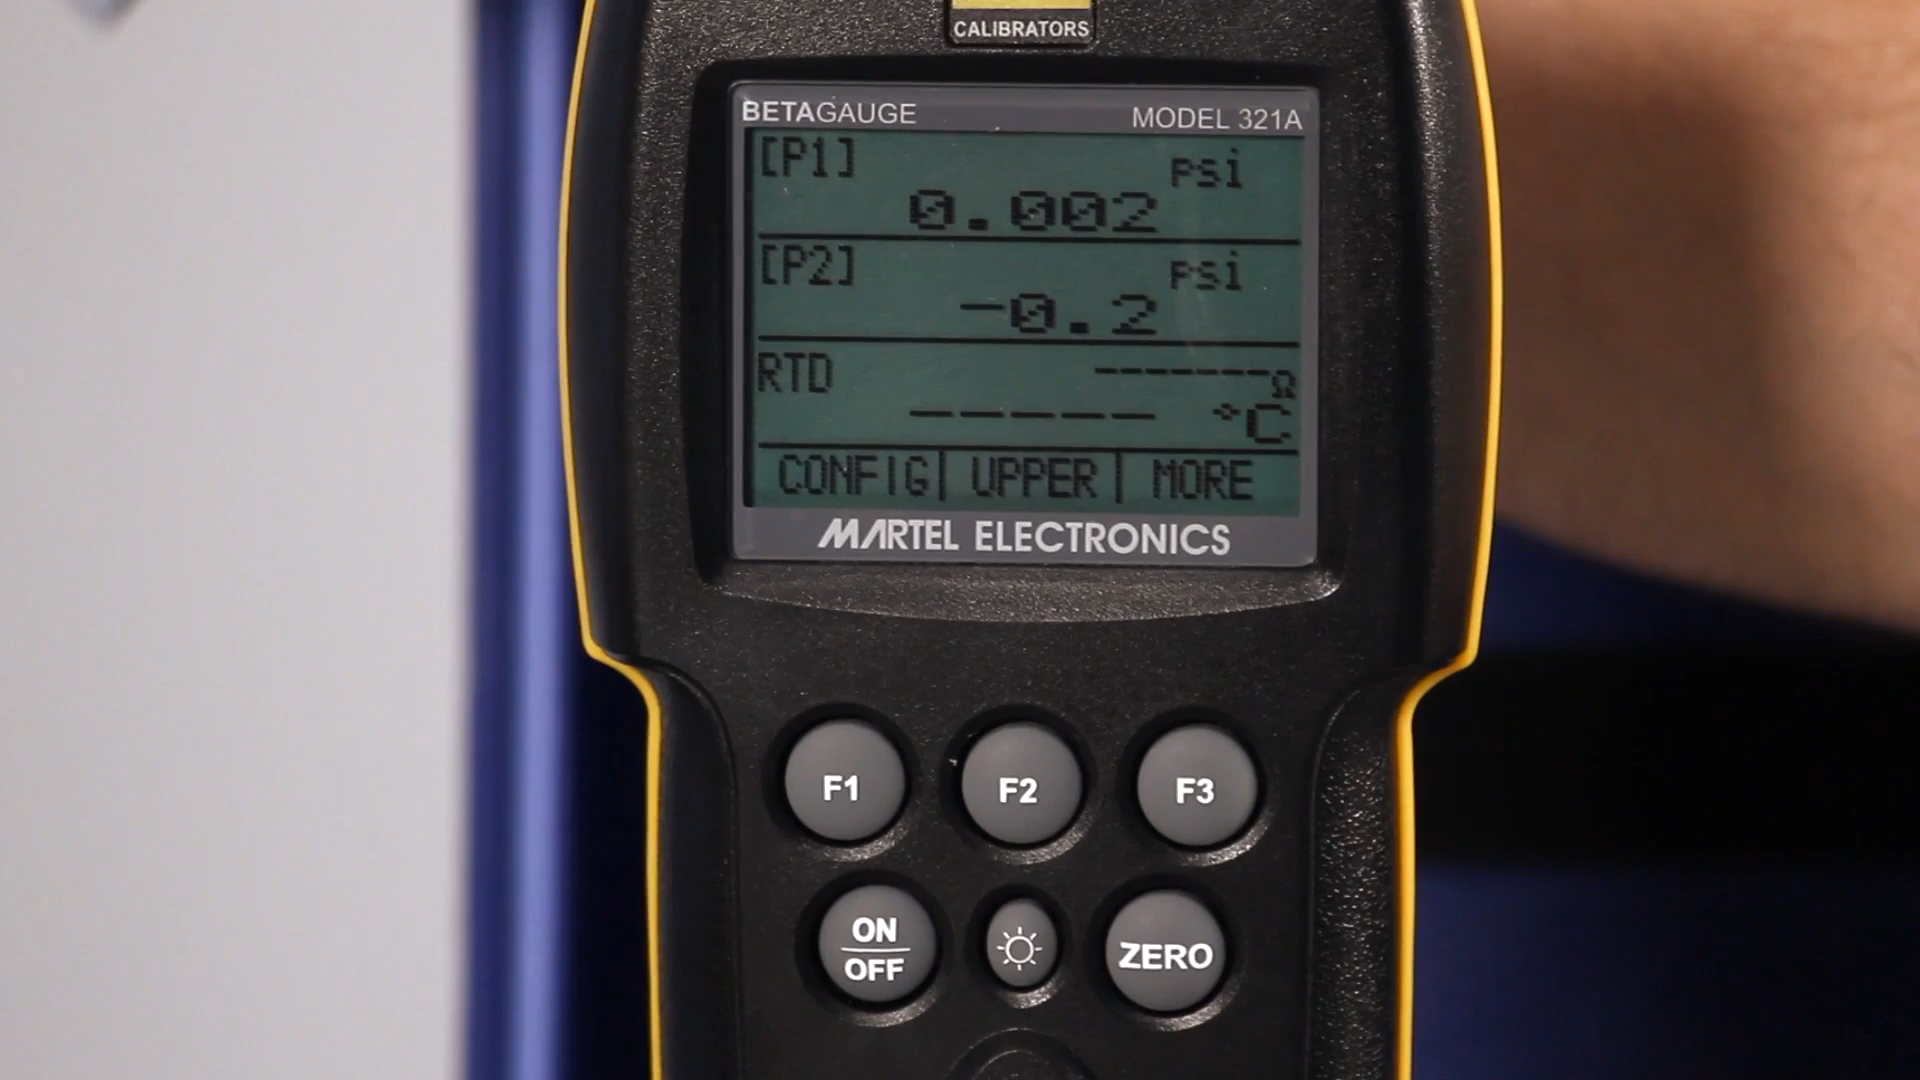 CALIBRATORS
BETAGAUGE MODEL 321A
[P1] psi
0.002
[P2] psi
-0.2
RTD -------Ω
----- °C
CONFIG| UPPER | MORE
MARTEL ELECTRONICS
F1 F2 F3
ON
OFF
ZERO